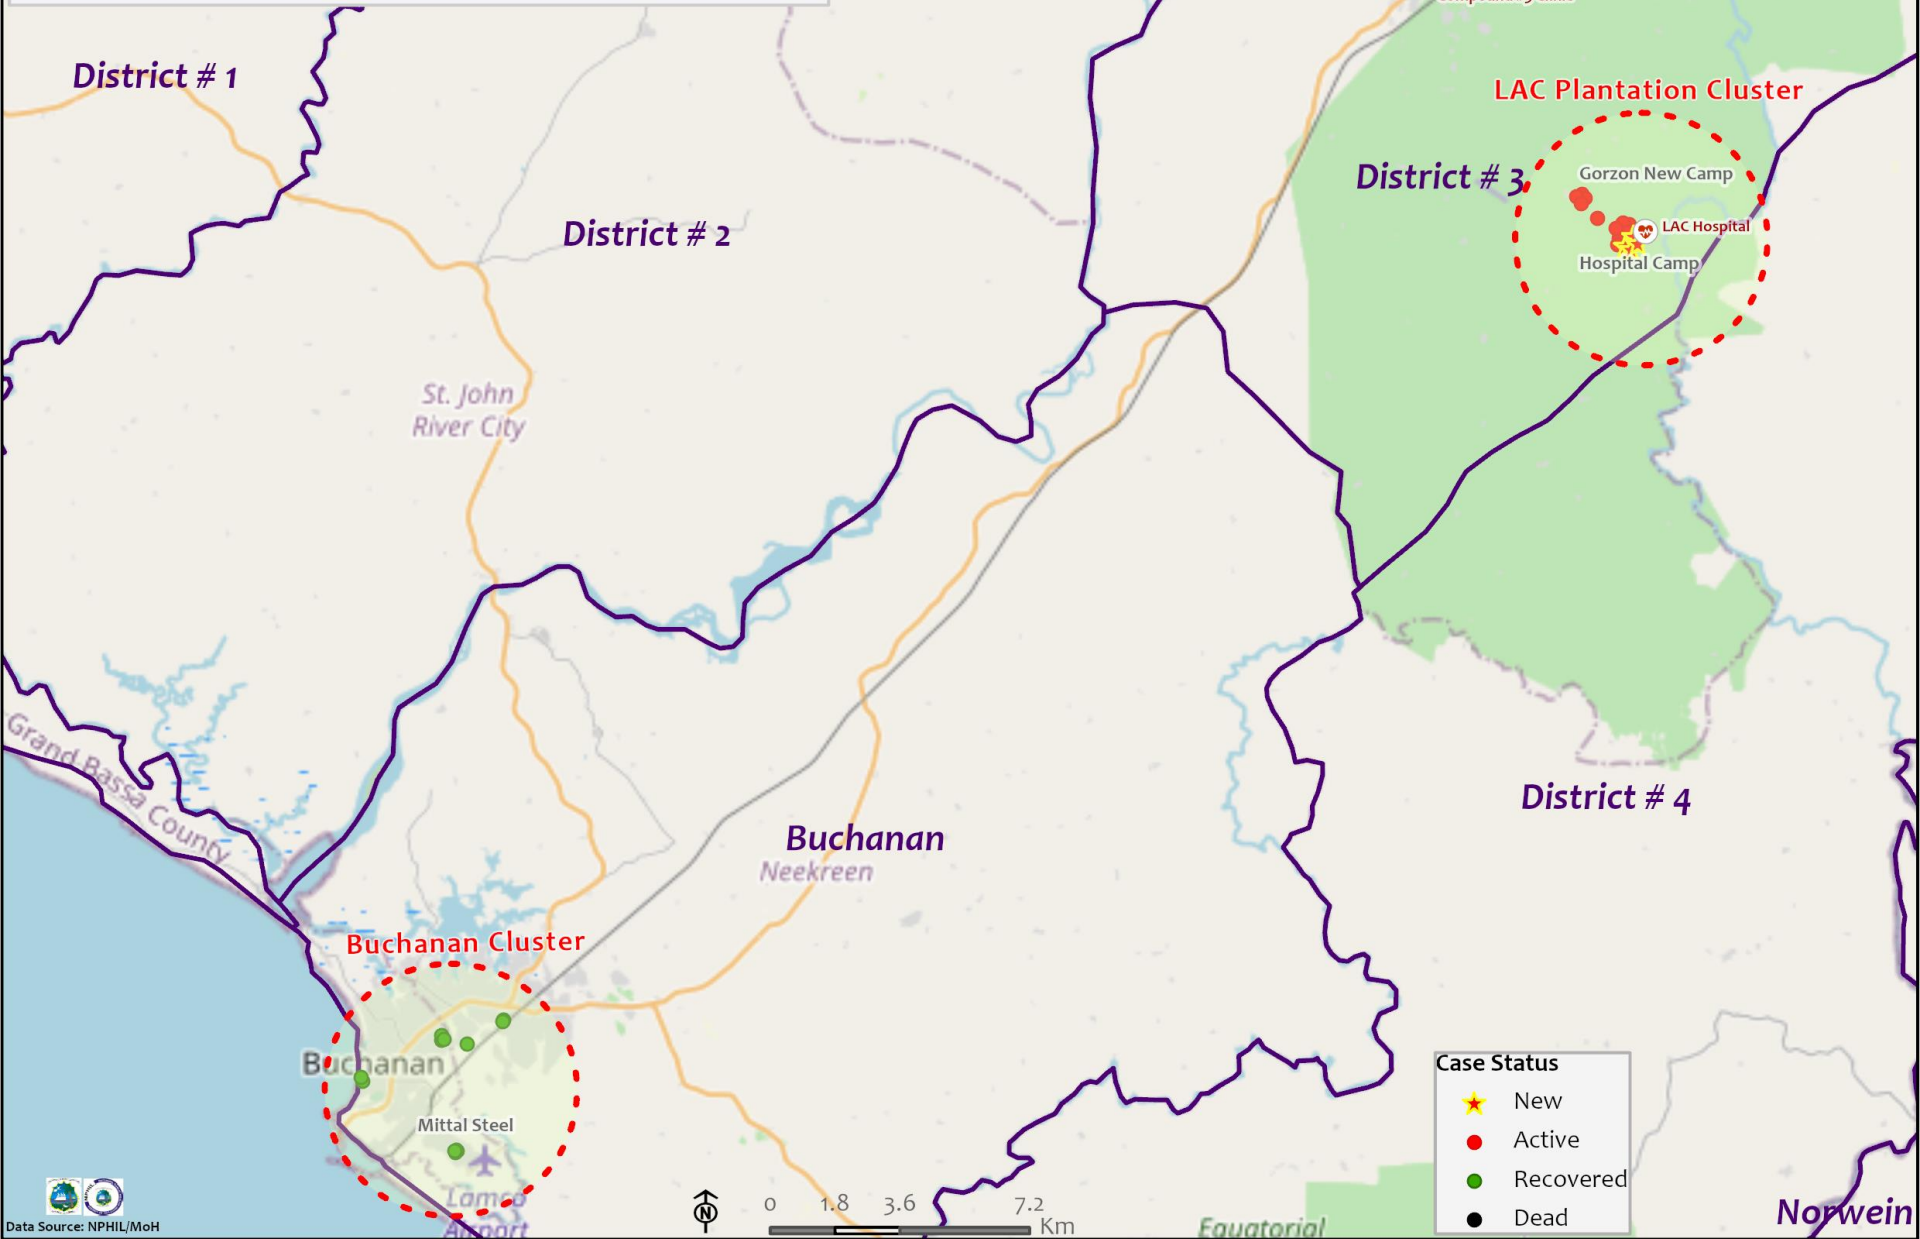 District # 1
LAC Plantation Cluster
District # 3
Gorzon New Camp
LAC Hospital
Hospital Camp
District # 2
St. John
River City
Grand Bassa County
District # 4
Buchanan
Neekreen
Buchanan Cluster
Buchanan
Mittal Steel
Lamco
Airport
Case Status
New
Active
Recovered
Dead
0 1.8 3.6 7.2
Km
N
Equatorial
Norwein
Data Source: NPHIL/MoH